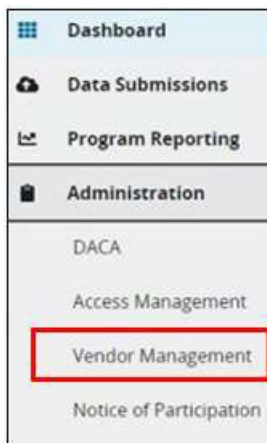 Dashboard
Data Submissions
Program Reporting
Administration
DACA
Access Management
Vendor Management
Notice of Participation